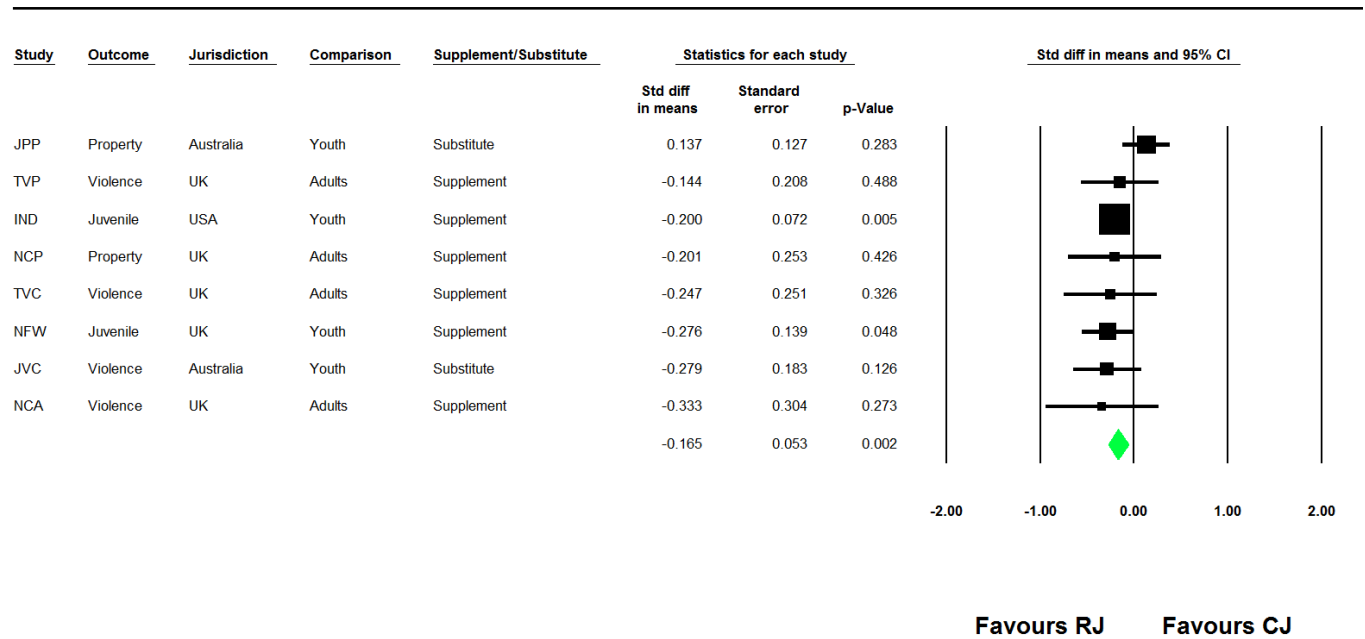 Study Outcome Jurisdiction Comparison Supplement/Substitute Statistics for each study Std diff in means and 95% CI
Std diff in means Standard error p-Value
JPP Property Australia Youth Substitute 0.137 0.127 0.283
TVP Violence UK Adults Supplement -0.144 0.208 0.488
IND Juvenile USA Youth Supplement -0.200 0.072 0.005
NCP Property UK Adults Supplement -0.201 0.253 0.426
TVC Violence UK Adults Supplement -0.247 0.251 0.326
NFW Juvenile UK Youth Supplement -0.276 0.139 0.048
JVC Violence Australia Youth Substitute -0.279 0.183 0.126
NCA Violence UK Adults Supplement -0.333 0.304 0.273
-0.165 0.053 0.002
-2.00 -1.00 0.00 1.00 2.00
Favours RJ Favours CJ